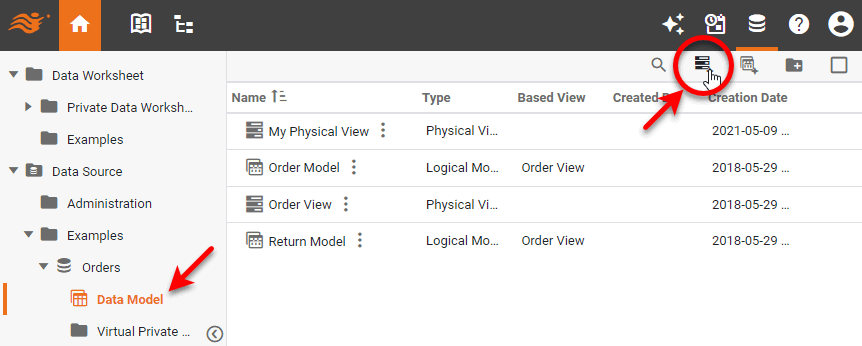 Data Worksheet
Private Data Worksh...
Examples
Data Source
Administration
Examples
Orders
Data Model
Virtual Private ...
Name Type Based View Created Creation Date
My Physical View Physical Vi... 2021-05-09 ...
Order Model Logical Mo... Order View 2018-05-29 ...
Order View Physical Vi... 2018-05-29 ...
Return Model Logical Mo... Order View 2018-05-29 ...